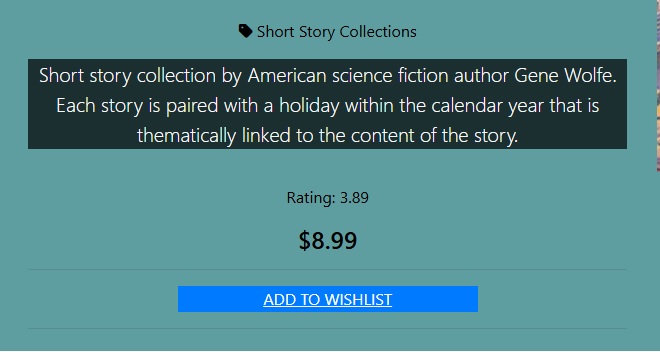 Short Story Collections
Short story collection by American science fiction author Gene Wolfe.
Each story is paired with a holiday within the calendar year that is
thematically linked to the content of the story.
Rating: 3.89
$8.99
ADD TO WISHLIST